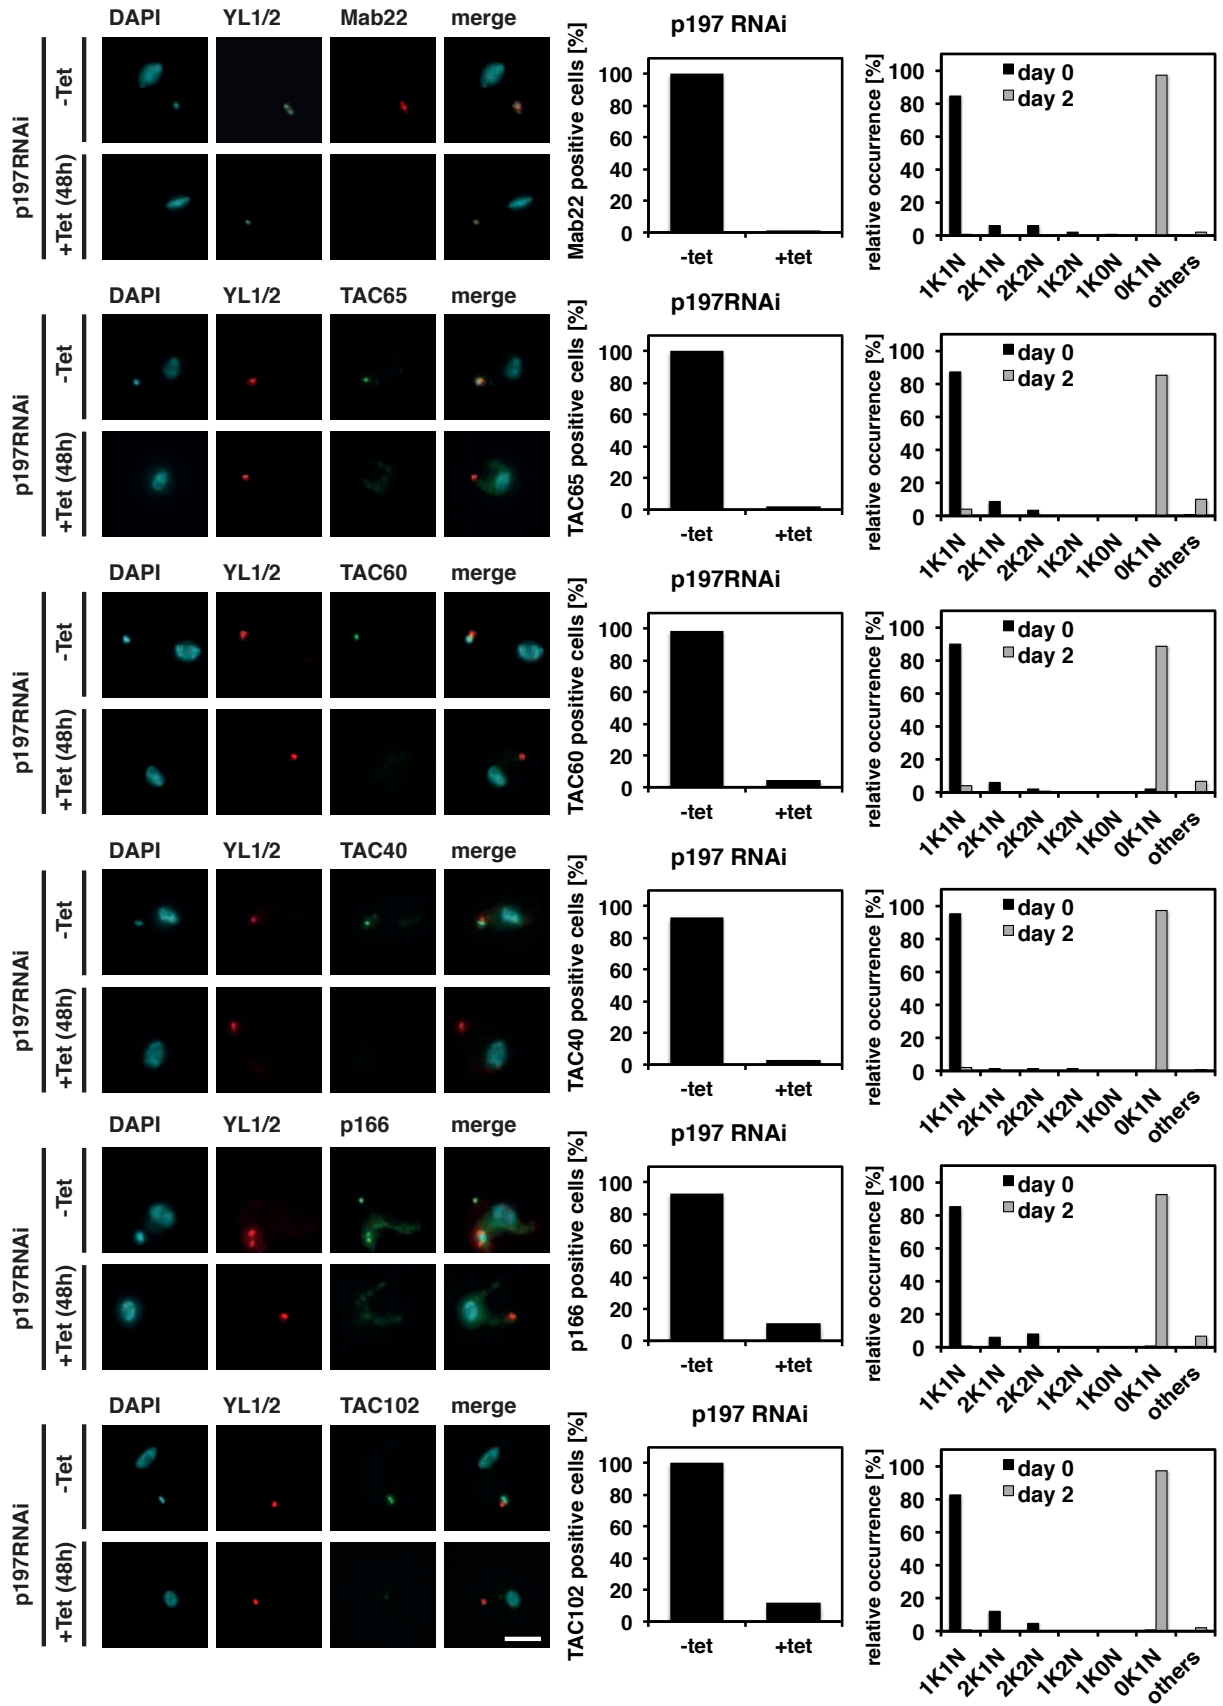 DAPI YL1/2 Mab22 merge
p197RNAi
-Tet
+Tet (48h)
p197 RNAi
Mab22 positive cells [%]
100
80
60
40
20
0
-tet +tet
relative occurrence [%]
100
80
60
40
20
0
day 0
day 2
1K1N 2K1N 2K2N 1K2N 1K0N 0K1N others
DAPI YL1/2 TAC65 merge
p197RNAi
-Tet
+Tet (48h)
p197RNAi
TAC65 positive cells [%]
100
80
60
40
20
0
-tet +tet
relative occurrence [%]
100
80
60
40
20
0
day 0
day 2
1K1N 2K1N 2K2N 1K2N 1K0N 0K1N others
DAPI YL1/2 TAC60 merge
p197RNAi
-Tet
+Tet (48h)
p197RNAi
TAC60 positive cells [%]
100
80
60
40
20
0
-tet +tet
relative occurrence [%]
100
80
60
40
20
0
day 0
day 2
1K1N 2K1N 2K2N 1K2N 1K0N 0K1N others
DAPI YL1/2 TAC40 merge
p197RNAi
-Tet
+Tet (48h)
p197 RNAi
TAC40 positive cells [%]
100
80
60
40
20
0
-tet +tet
relative occurrence [%]
100
80
60
40
20
0
day 0
day 2
1K1N 2K1N 2K2N 1K2N 1K0N 0K1N others
DAPI YL1/2 p166 merge
p197RNAi
-Tet
+Tet (48h)
p197 RNAi
p166 positive cells [%]
100
80
60
40
20
0
-tet +tet
relative occurrence [%]
100
80
60
40
20
0
day 0
day 2
1K1N 2K1N 2K2N 1K2N 1K0N 0K1N others
DAPI YL1/2 TAC102 merge
p197RNAi
-Tet
+Tet (48h)
p197 RNAi
TAC102 positive cells [%]
100
80
60
40
20
0
-tet +tet
relative occurrence [%]
100
80
60
40
20
0
day 0
day 2
1K1N 2K1N 2K2N 1K2N 1K0N 0K1N others